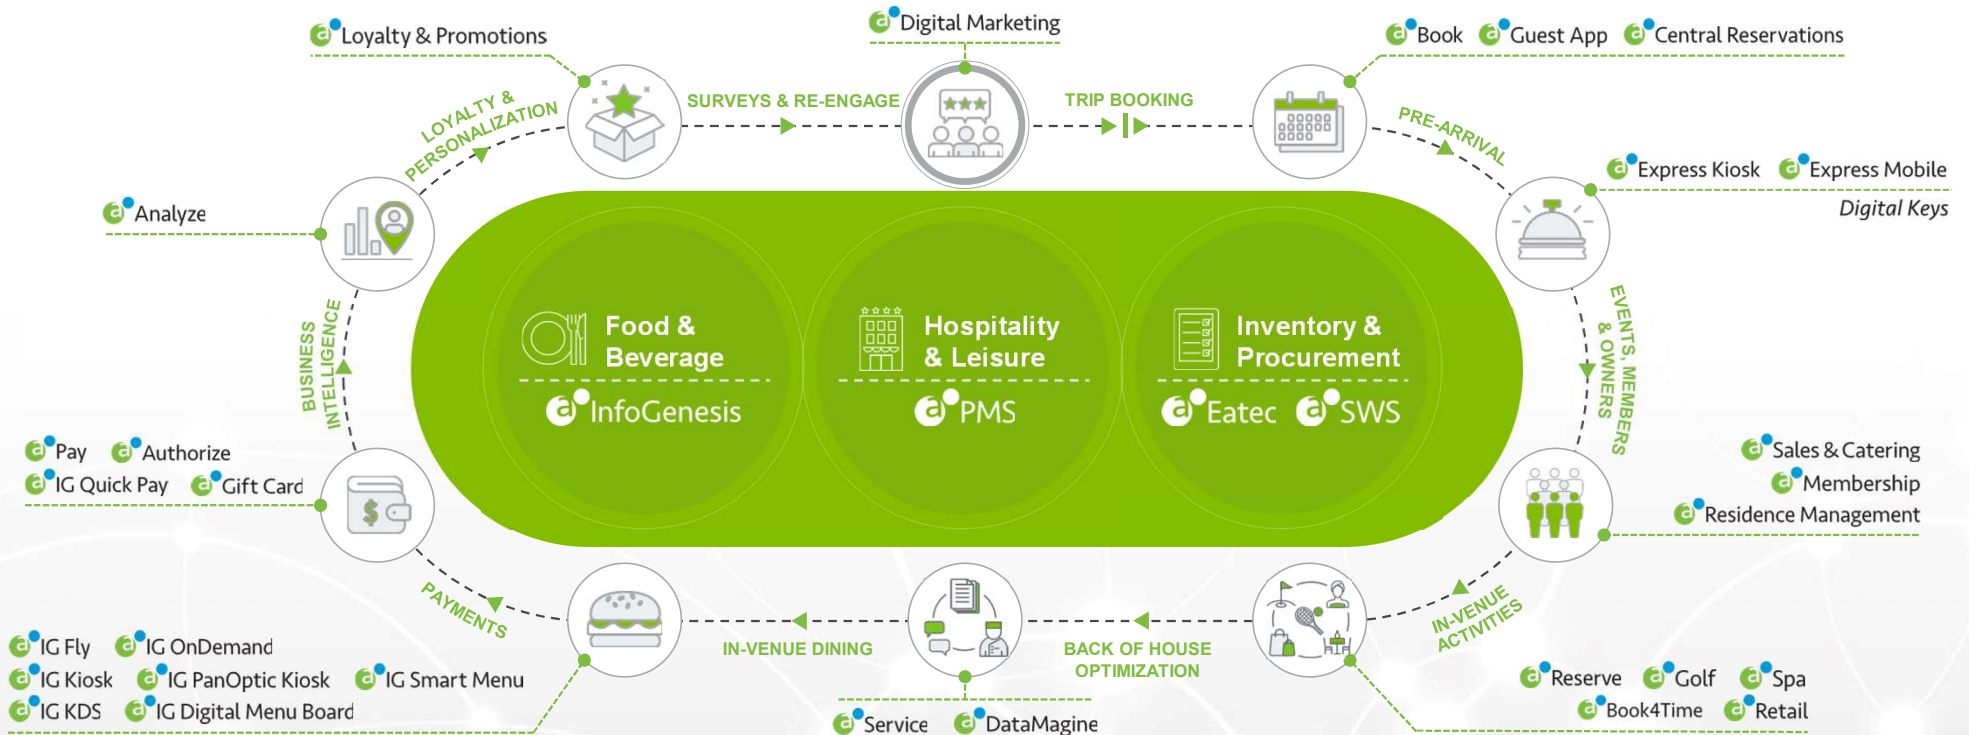 Loyalty & Promotions
Digital Marketing
Book Guest App Central Reservations
LOYALTY &
PERSONALIZATION
SURVEYS & RE-ENGAGE
TRIP BOOKING
PRE-ARRIVAL
Express Kiosk Express Mobile
Digital Keys
Analyze
Food &
Beverage
InfoGenesis
Hospitality
& Leisure
PMS
Inventory &
Procurement
Eatec SWS
BUSINESS
INTELLIGENCE
EVENTS, MEMBERS
& OWNERS
Pay Authorize
IG Quick Pay Gift Card
$
Sales & Catering
Membership
Residence Management
PAYMENTS
IN-VENUE DINING
BACK OF HOUSE
OPTIMIZATION
IN-VENUE
ACTIVITIES
IG Fly IG OnDemand
IG Kiosk IG PanOptic Kiosk IG Smart Menu
IG KDS IG Digital Menu Board
Service DataMagine
Reserve Golf Spa
Book4Time Retail